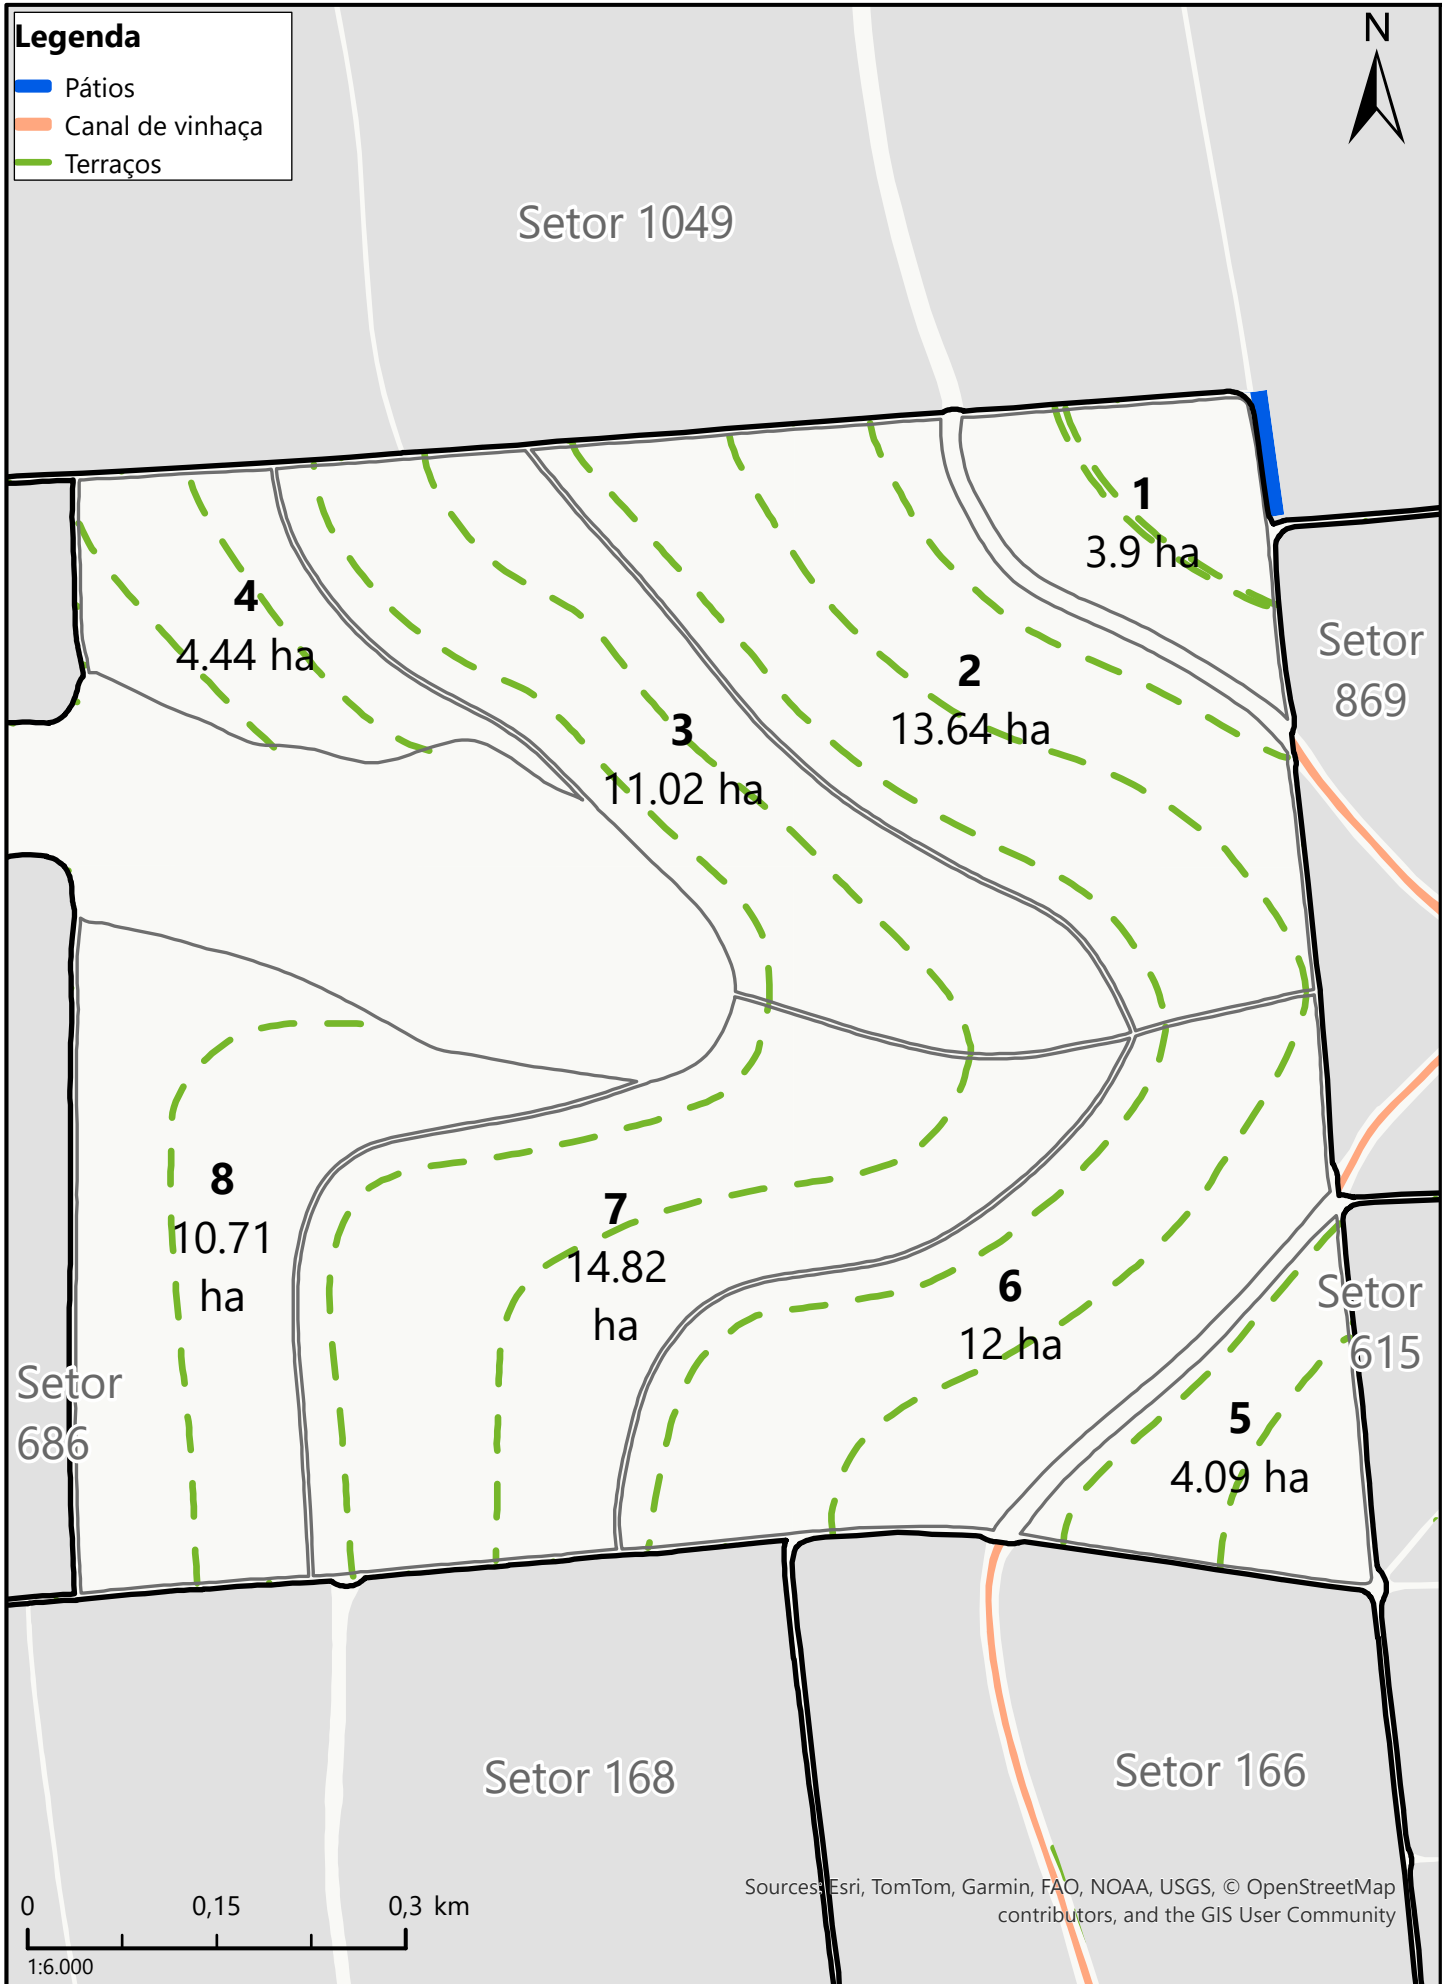 Legenda
Pátios
Canal de vinhaça
Terraços
N
Setor 1049
1
3.9 ha
4
4.44 ha
Setor
869
2
13.64 ha
3
11.02 ha
8
10.71
ha
7
14.82
ha
6
12 ha
Setor
615
Setor
686
5
4.09 ha
Setor 168
Setor 166
Sources: Esri, TomTom, Garmin, FAO, NOAA, USGS, © OpenStreetMap
contributors, and the GIS User Community
0 0,15 0,3 km
1:6.000